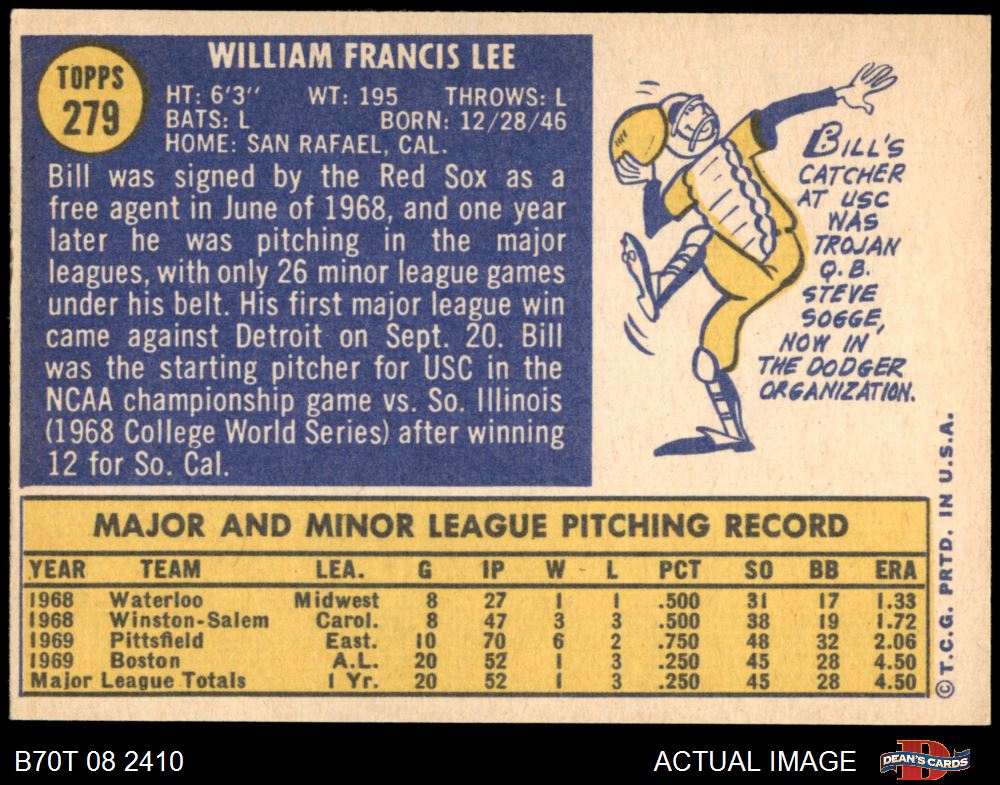 TOPPS
279
WILLIAM FRANCIS LEE
HT: 6'3" WT: 195 THROWS: L
BATS: L BORN: 12/28/46
HOME: SAN RAFAEL, CAL.
Bill was signed by the Red Sox as a
free agent in June of 1968, and one year
later he was pitching in the major
leagues, with only 26 minor league games
under his belt. His first major league win
came against Detroit on Sept. 20. Bill
was the starting pitcher for USC in the
NCAA championship game vs. So. Illinois
(1968 College World Series) after winning
12 for So. Cal.
BILL'S
CATCHER
AT USC
WAS
TROJAN
Q.B.
STEVE
SOGGE,
NOW IN
THE DODGER
ORGANIZATION.
MAJOR AND MINOR LEAGUE PITCHING RECORD
YEAR TEAM LEA. G IP W L PCT SO BB ERA
1968 Waterloo Midwest 8 27 1 1 .500 31 17 1.33
1968 Winston-Salem Carol. 8 47 3 3 .500 38 19 1.72
1969 Pittsfield East. 10 70 6 2 .750 48 32 2.06
1969 Boston A.L. 20 52 1 3 .250 45 28 4.50
Major League Totals 1 Yr. 20 52 1 3 .250 45 28 4.50
© T.C.G. PRTD. IN U.S.A.
B70T 08 2410 ACTUAL IMAGE
DEAN'S CARDS